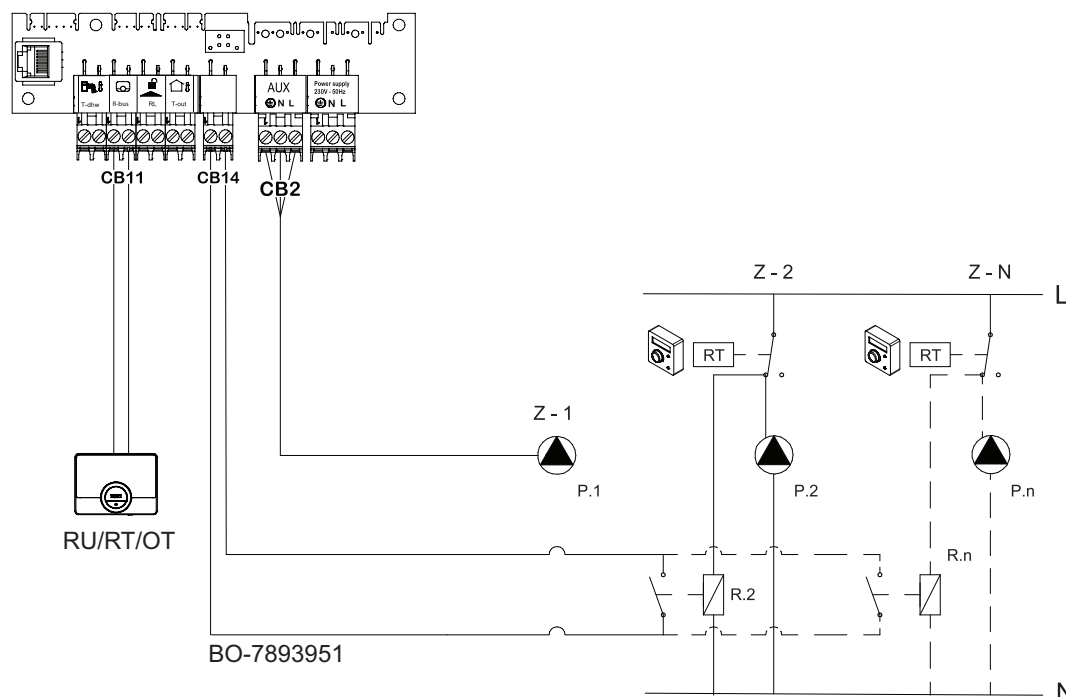 AUX
N L
Power supply
230V - 50Hz
N L
T-dhw
R-bus
RL
T-out
CB11
CB14
CB2
Z - 2
Z - N
L
RT
RT
Z - 1
P.1
P.2
P.n
RU/RT/OT
R.n
R.2
BO-7893951
N